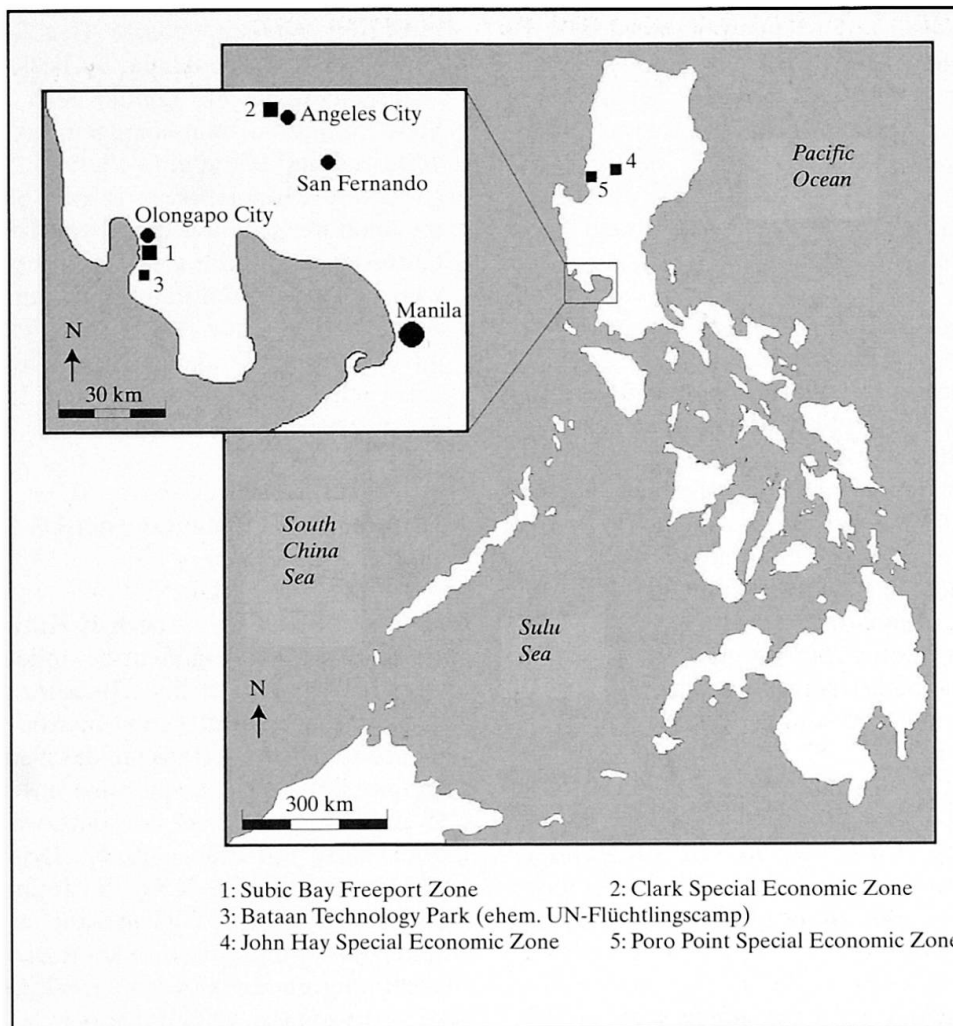 2
Angeles City
San Fernando
Olongapo City
1
3
Manila
N
30 km
Pacific
Ocean
4
5
South
China
Sea
Sulu
Sea
N
300 km
1: Subic Bay Freeport Zone 2: Clark Special Economic Zone
3: Bataan Technology Park (ehem. UN-Flüchtlingscamp)
4: John Hay Special Economic Zone 5: Poro Point Special Economic Zone